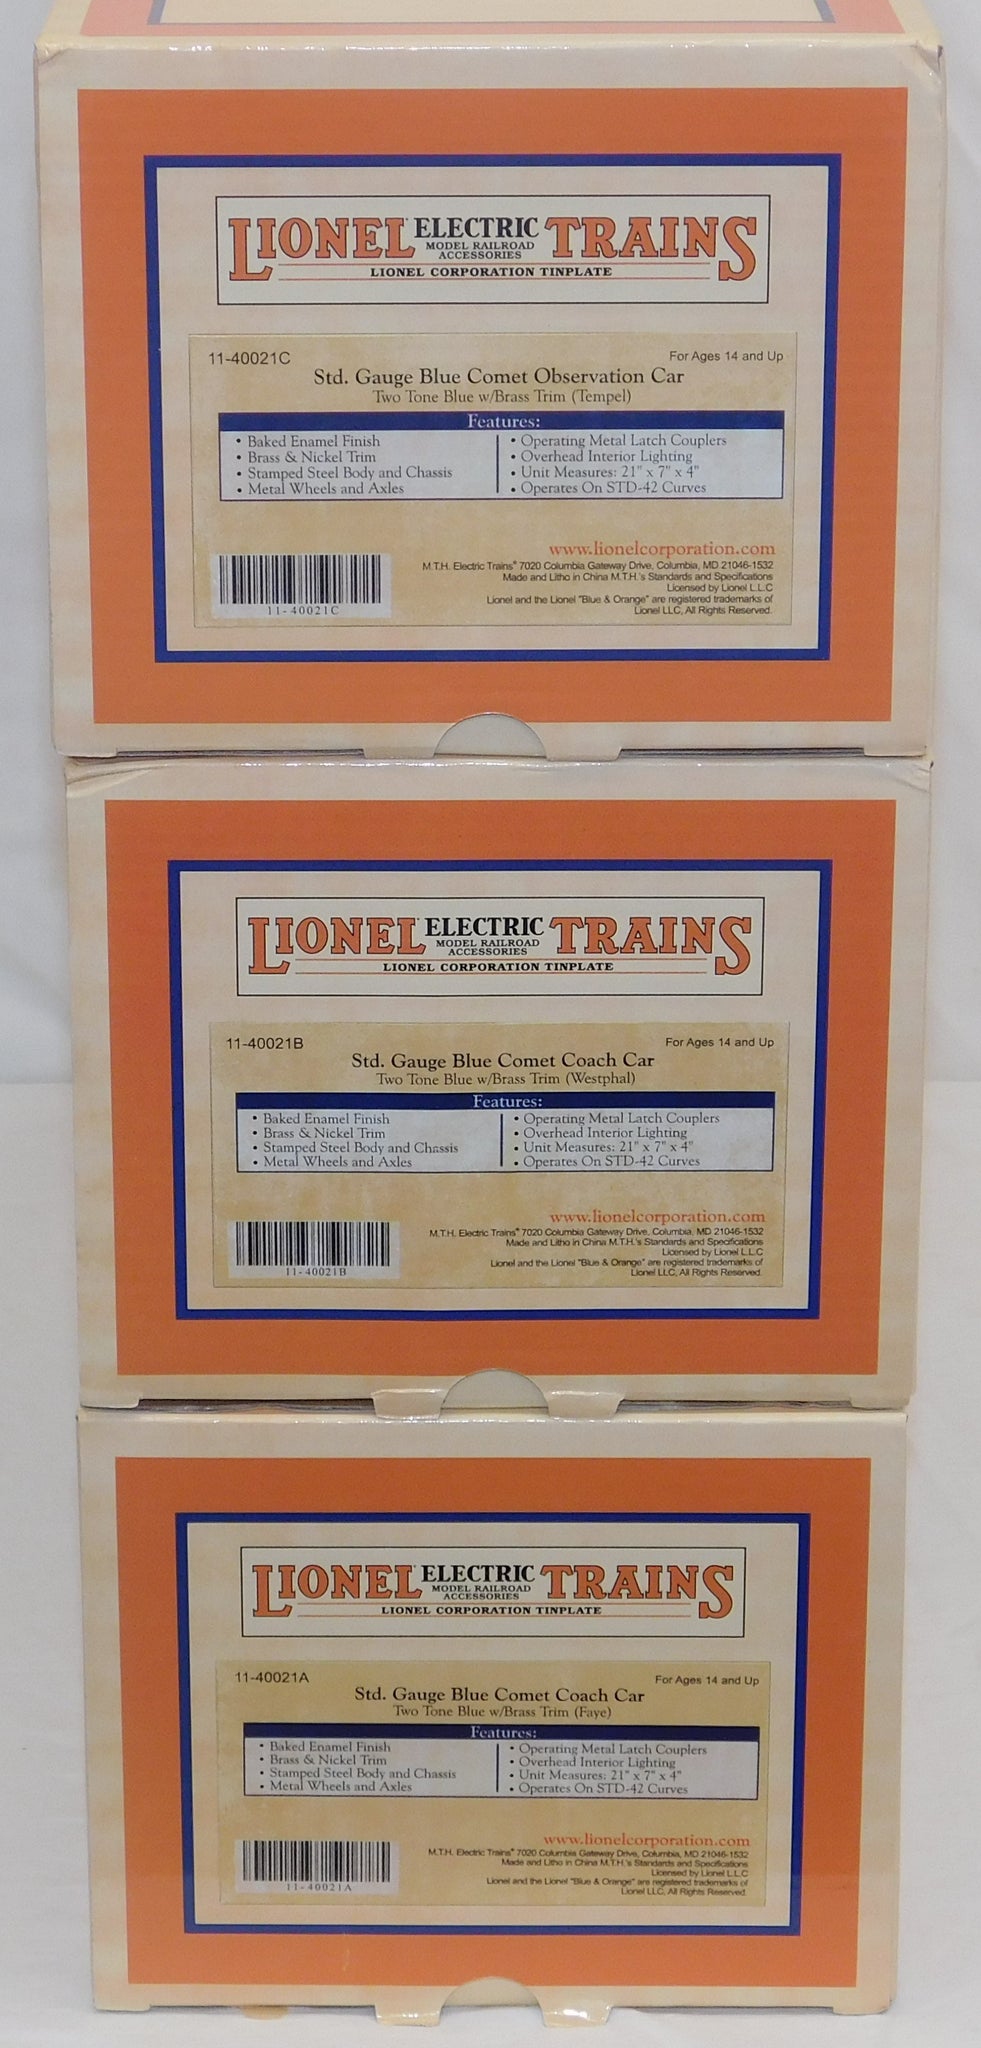 LIONEL ELECTRIC TRAINS
MODEL RAILROAD
ACCESSORIES
LIONEL CORPORATION TINPLATE
11-40021C
For Ages 14 and Up
Std. Gauge Blue Comet Observation Car
Two Tone Blue w/Brass Trim (Tempel)
Features:
• Baked Enamel Finish
• Brass & Nickel Trim
• Stamped Steel Body and Chassis
• Metal Wheels and Axles
• Operating Metal Latch Couplers
• Overhead Interior Lighting
• Unit Measures: 21" x 7" x 4"
• Operates On STD-42 Curves
www.lionelcorporation.com
M.T.H. Electric Trains® 7020 Columbia Gateway Drive, Columbia, MD 21046-1532
Made and Litho in China M.T.H.'s Standards and Specifications
Licensed by Lionel L.L.C
Lionel and the Lionel "Blue & Orange" are registered trademarks of
Lionel LLC, All Rights Reserved.
11-40021C
LIONEL ELECTRIC TRAINS
MODEL RAILROAD
ACCESSORIES
LIONEL CORPORATION TINPLATE
11-40021B
For Ages 14 and Up
Std. Gauge Blue Comet Coach Car
Two Tone Blue w/Brass Trim (Westphal)
Features:
• Baked Enamel Finish
• Brass & Nickel Trim
• Stamped Steel Body and Chassis
• Metal Wheels and Axles
• Operating Metal Latch Couplers
• Overhead Interior Lighting
• Unit Measures: 21" x 7" x 4"
• Operates On STD-42 Curves
www.lionelcorporation.com
M.T.H. Electric Trains® 7020 Columbia Gateway Drive, Columbia, MD 21046-1532
Made and Litho in China M.T.H.'s Standards and Specifications
Licensed by Lionel L.L.C
Lionel and the Lionel "Blue & Orange" are registered trademarks of
Lionel LLC, All Rights Reserved.
11-40021B
LIONEL ELECTRIC TRAINS
MODEL RAILROAD
ACCESSORIES
LIONEL CORPORATION TINPLATE
11-40021A
For Ages 14 and Up
Std. Gauge Blue Comet Coach Car
Two Tone Blue w/Brass Trim (Faye)
Features:
• Baked Enamel Finish
• Brass & Nickel Trim
• Stamped Steel Body and Chassis
• Metal Wheels and Axles
• Operating Metal Latch Couplers
• Overhead Interior Lighting
• Unit Measures: 21" x 7" x 4"
• Operates On STD-42 Curves
www.lionelcorporation.com
M.T.H. Electric Trains® 7020 Columbia Gateway Drive, Columbia, MD 21046-1532
Made and Litho in China M.T.H.'s Standards and Specifications
Licensed by Lionel L.L.C
Lionel and the Lionel "Blue & Orange" are registered trademarks of
Lionel LLC, All Rights Reserved.
11-40021A